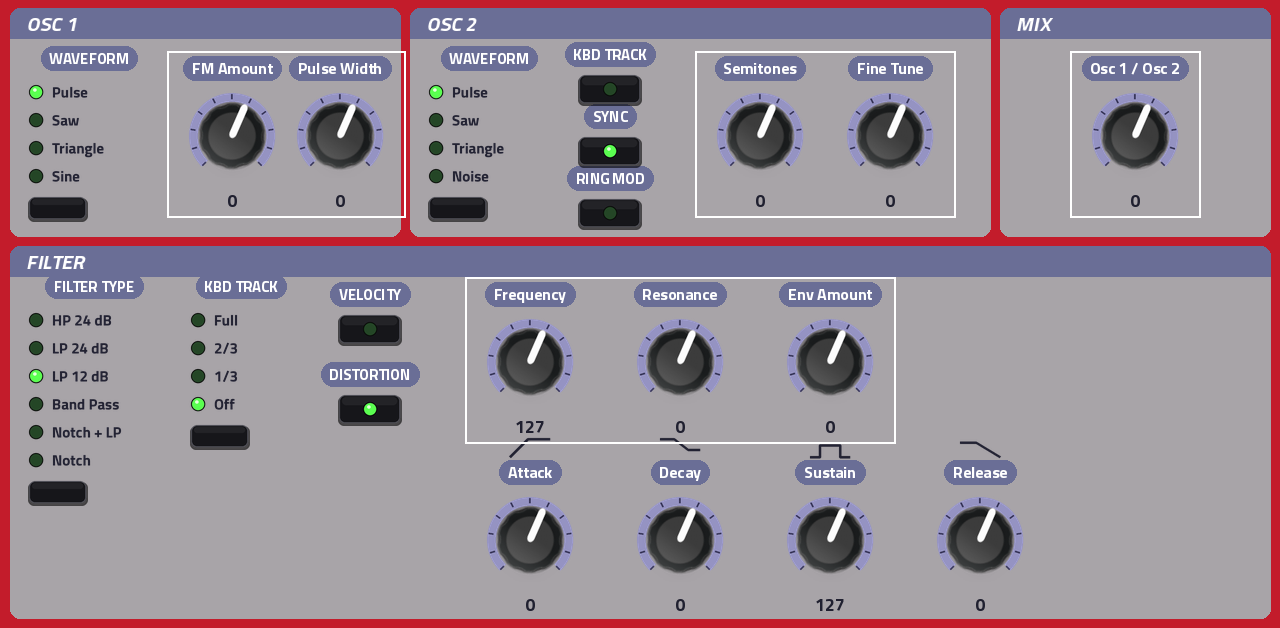 OSC 1
WAVEFORM
Pulse
Saw
Triangle
Sine
FM Amount
Pulse Width
0
0
OSC 2
WAVEFORM
Pulse
Saw
Triangle
Noise
KBD TRACK
SYNC
RING MOD
Semitones
Fine Tune
0
0
MIX
Osc 1 / Osc 2
0
FILTER
FILTER TYPE
HP 24 dB
LP 24 dB
LP 12 dB
Band Pass
Notch + LP
Notch
KBD TRACK
Full
2/3
1/3
Off
VELOCITY
DISTORTION
Frequency
Resonance
Env Amount
127
0
0
Attack
Decay
Sustain
Release
0
0
127
0